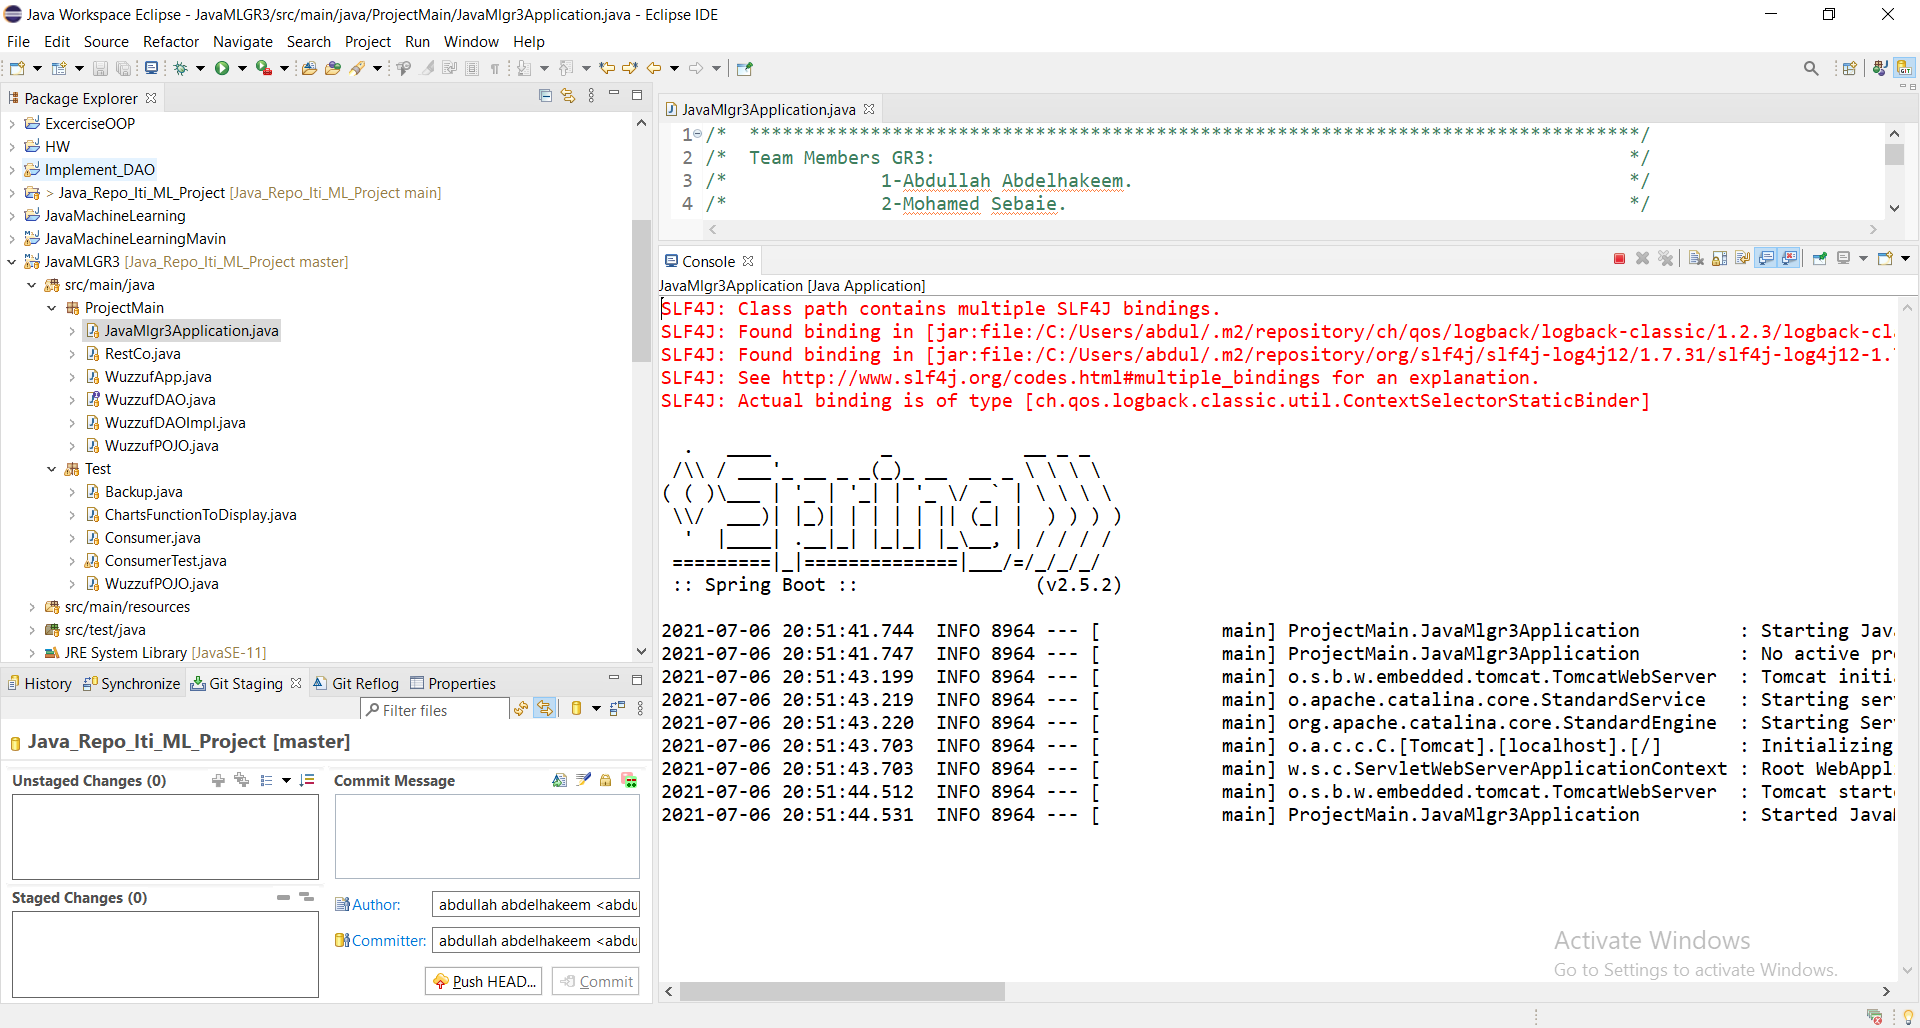 Java Workspace Eclipse - JavaMLGR3/src/main/java/ProjectMain/JavaMlgr3Application.java - Eclipse IDE
File Edit Source Refactor Navigate Search Project Run Window Help
Package Explorer
ExcerciseOOP
HW
Implement_DAO
> Java_Repo_Iti_ML_Project [Java_Repo_Iti_ML_Project main]
JavaMachineLearning
JavaMachineLearningMavin
JavaMLGR3 [Java_Repo_Iti_ML_Project master]
src/main/java
ProjectMain
JavaMlgr3Application.java
RestCo.java
WuzzufApp.java
WuzzufDAO.java
WuzzufDAOImpl.java
WuzzufPOJO.java
Test
Backup.java
ChartsFunctionToDisplay.java
Consumer.java
ConsumerTest.java
WuzzufPOJO.java
src/main/resources
src/test/java
JRE System Library [JavaSE-11]
History Synchronize Git Staging Git Reflog Properties
Filter files
Java_Repo_Iti_ML_Project [master]
Unstaged Changes (0)
Commit Message
Staged Changes (0)
Author: abdullah abdelhakeem <abdu
Committer: abdullah abdelhakeem <abdu
Push HEAD... Commit
JavaMlgr3Application.java
1 /* *********************************************************************************/
2 /* Team Members GR3: */
3 /* 1-Abdullah Abdelhakeem. */
4 /* 2-Mohamed Sebaie. */
Console
JavaMlgr3Application [Java Application]
SLF4J: Class path contains multiple SLF4J bindings.
SLF4J: Found binding in [jar:file:/C:/Users/abdul/.m2/repository/ch/qos/logback/logback-classic/1.2.3/logback-cl
SLF4J: Found binding in [jar:file:/C:/Users/abdul/.m2/repository/org/slf4j/slf4j-log4j12/1.7.31/slf4j-log4j12-1.
SLF4J: See http://www.slf4j.org/codes.html#multiple_bindings for an explanation.
SLF4J: Actual binding is of type [ch.qos.logback.classic.util.ContextSelectorStaticBinder]
Spring
:: Spring Boot :: (v2.5.2)
2021-07-06 20:51:41.744 INFO 8964 --- [ main] ProjectMain.JavaMlgr3Application : Starting Jav
2021-07-06 20:51:41.747 INFO 8964 --- [ main] ProjectMain.JavaMlgr3Application : No active pr
2021-07-06 20:51:43.199 INFO 8964 --- [ main] o.s.b.w.embedded.tomcat.TomcatWebServer : Tomcat initi
2021-07-06 20:51:43.219 INFO 8964 --- [ main] o.apache.catalina.core.StandardService : Starting ser
2021-07-06 20:51:43.220 INFO 8964 --- [ main] org.apache.catalina.core.StandardEngine : Starting Ser
2021-07-06 20:51:43.703 INFO 8964 --- [ main] o.a.c.c.C.[Tomcat].[localhost].[/] : Initializing
2021-07-06 20:51:43.703 INFO 8964 --- [ main] w.s.c.ServletWebServerApplicationContext : Root WebAppl
2021-07-06 20:51:44.512 INFO 8964 --- [ main] o.s.b.w.embedded.tomcat.TomcatWebServer : Tomcat start
2021-07-06 20:51:44.531 INFO 8964 --- [ main] ProjectMain.JavaMlgr3Application : Started Java
Activate Windows
Go to Settings to activate Windows.